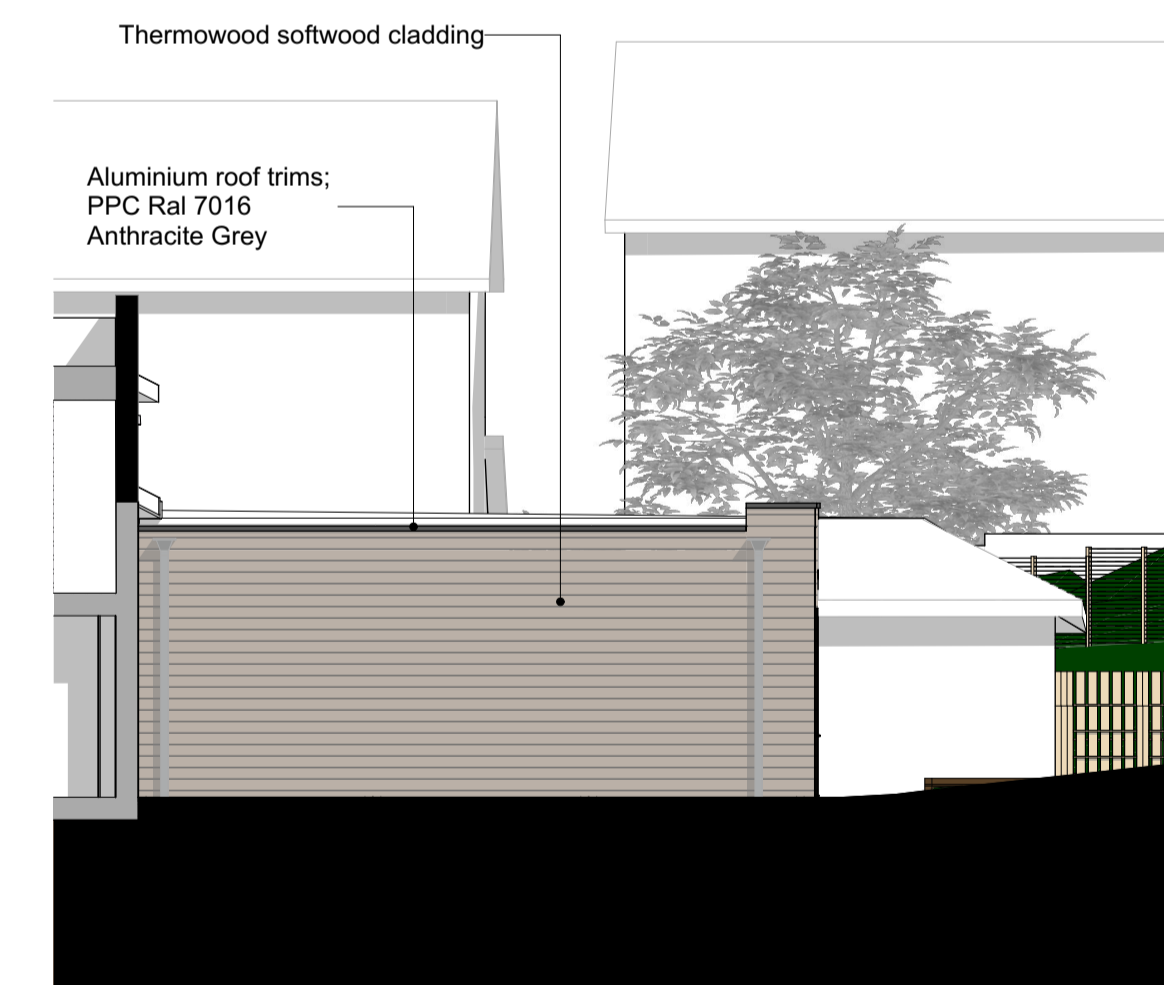 Thermowood softwood cladding
Aluminium roof trims;
PPC Ral 7016
Anthracite Grey